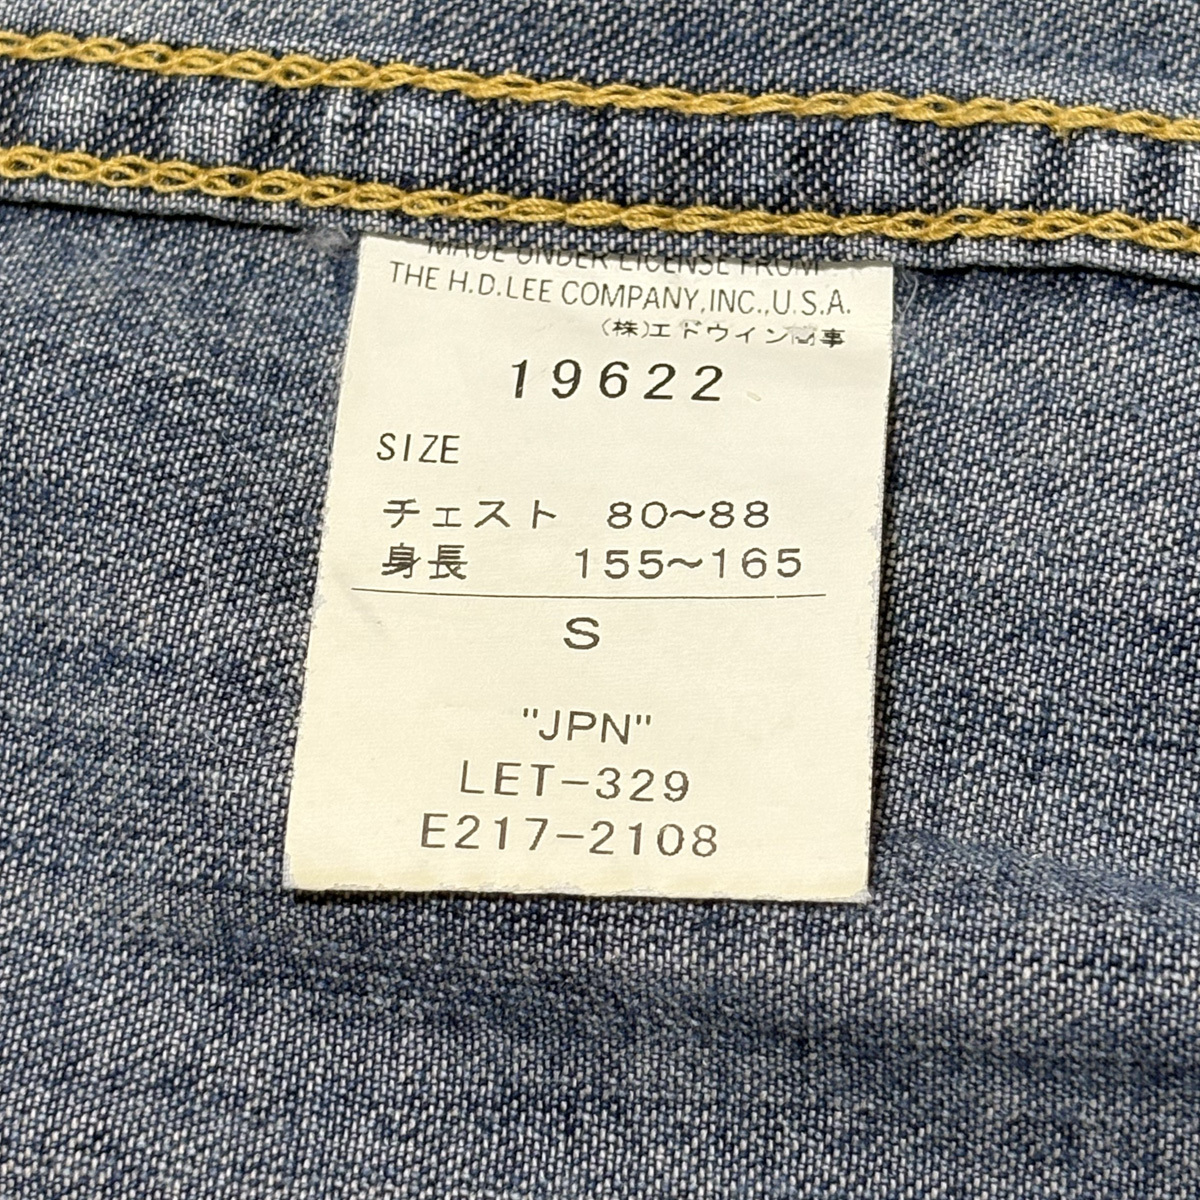 MADE UNDER LICENSE FROM
THE H.D.LEE COMPANY,INC.,U.S.A.
(株)エドウイン商事
19622
SIZE
チェスト 80~88
身長 155~165
S
"JPN"
LET-329
E217-2108